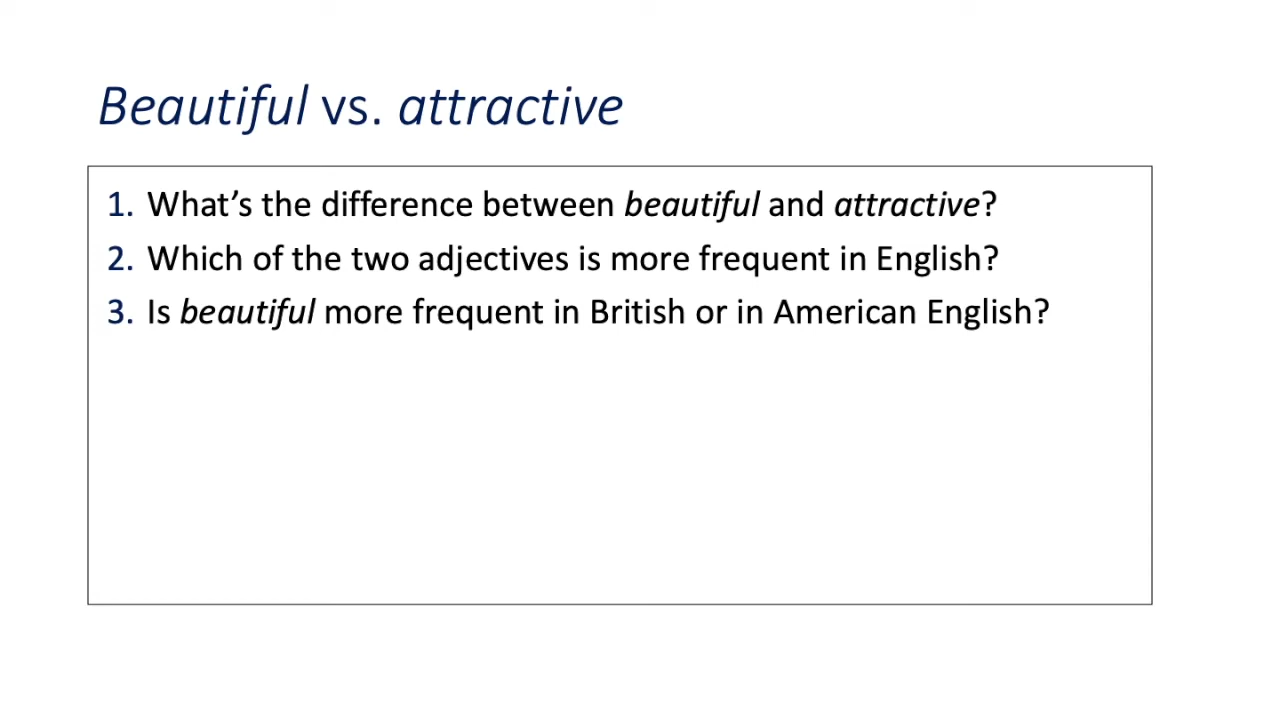 Beautiful vs. attractive
1. What’s the difference between beautiful and attractive?
2. Which of the two adjectives is more frequent in English?
3. Is beautiful more frequent in British or in American English?